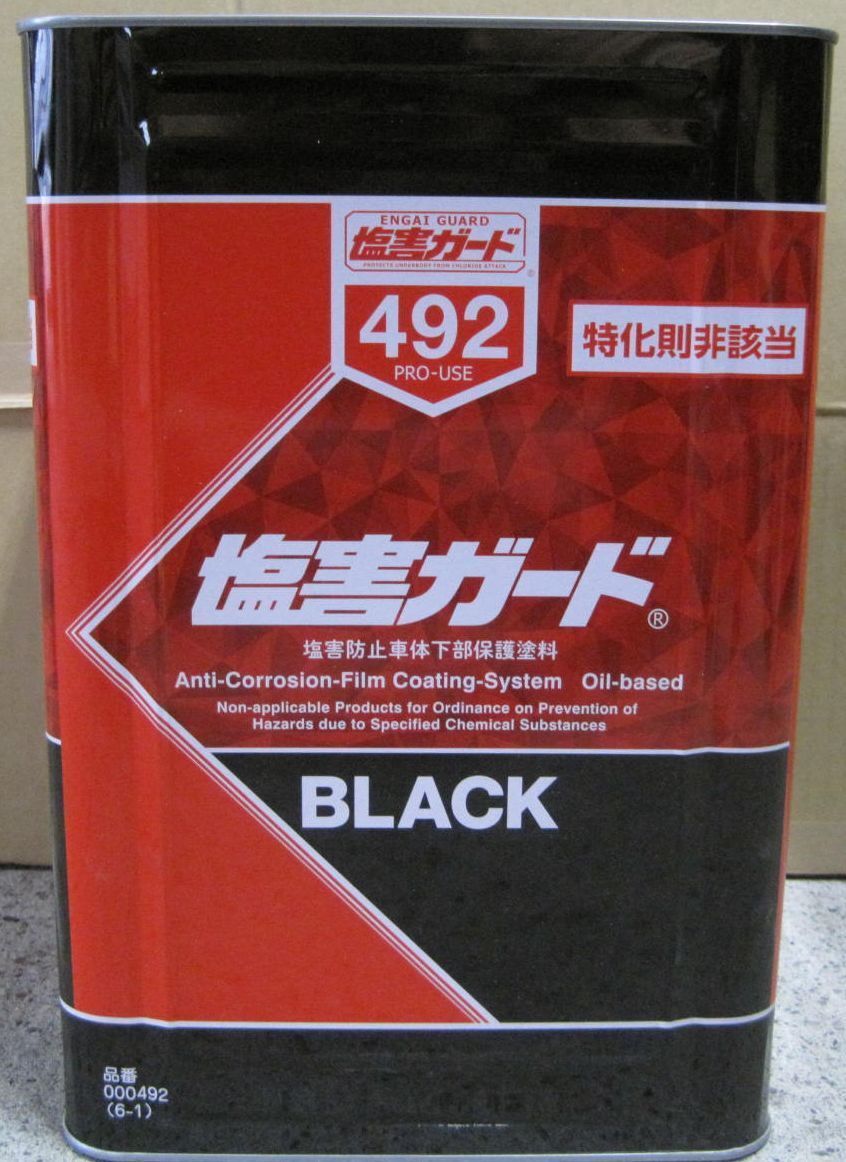 ENGAI GUARD
塩害ガード
PROTECTS UNDERBODY FROM CHLORIDE ATTACK
®
492
PRO-USE
特化則非該当
塩害ガード®
塩害防止車体下部保護塗料
Anti-Corrosion-Film Coating-System Oil-based
Non-applicable Products for Ordinance on Prevention of
Hazards due to Specified Chemical Substances
BLACK
品番
000492
(6-1)